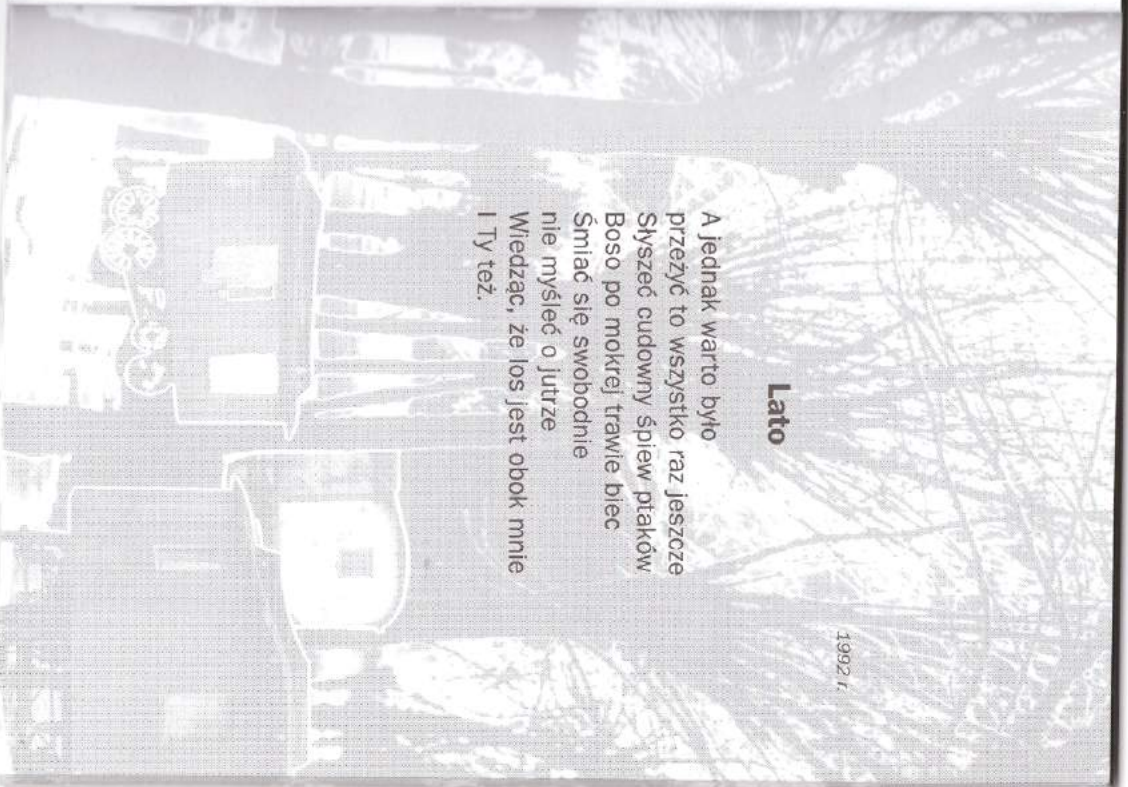 1992 r.
Lato
A jednak warto było
przeżyć to wszystko raz jeszcze
Słyszeć cudowny śpiew ptaków
Boso po mokrej trawie biec
Śmiać się swobodnie
nie myśleć o jutrze
Wiedząc, że los jest obok mnie
I Ty też.